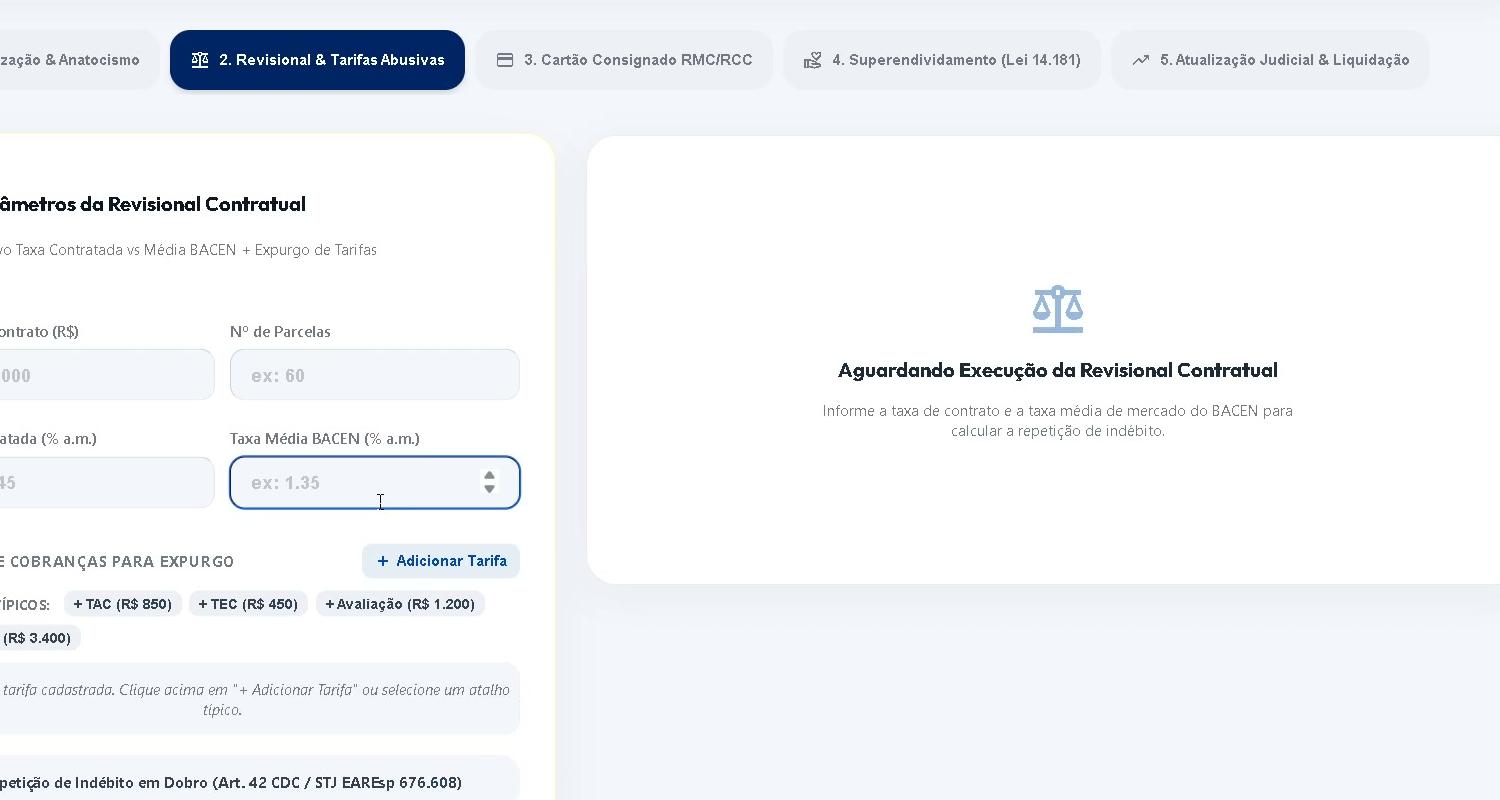 zação & Anatocismo
2. Revisional & Tarifas Abusivas
3. Cartão Consignado RMC/RCC
4. Superendividamento (Lei 14.181)
5. Atualização Judicial & Liquidação
âmetros da Revisional Contratual
vo Taxa Contratada vs Média BACEN + Expurgo de Tarifas
ontrato (R$)
Nº de Parcelas
000
ex: 60
atada (% a.m.)
Taxa Média BACEN (% a.m.)
45
ex: 1.35
E COBRANÇAS PARA EXPURGO
+ Adicionar Tarifa
ÍPICOS:
+ TAC (R$ 850)
+ TEC (R$ 450)
+ Avaliação (R$ 1.200)
(R$ 3.400)
tarifa cadastrada. Clique acima em "+ Adicionar Tarifa" ou selecione um atalho
típico.
petição de Indébito em Dobro (Art. 42 CDC / STJ EAREsp 676.608)
Aguardando Execução da Revisional Contratual
Informe a taxa de contrato e a taxa média de mercado do BACEN para
calcular a repetição de indébito.